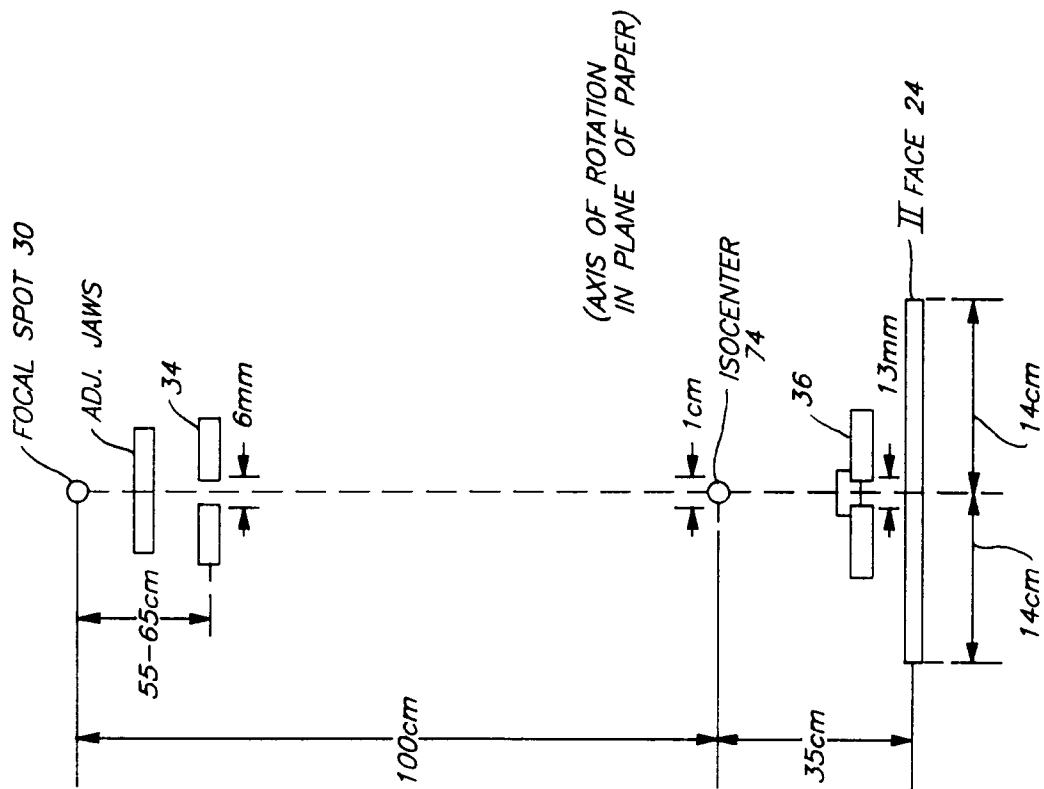 FOCAL SPOT 30
ADJ. JAWS
34
6mm
55-65cm
100cm
(AXIS OF ROTATION
IN PLANE OF PAPER)
1cm
ISOCENTER
74
36
13mm
II FACE 24
35cm
14cm
14cm